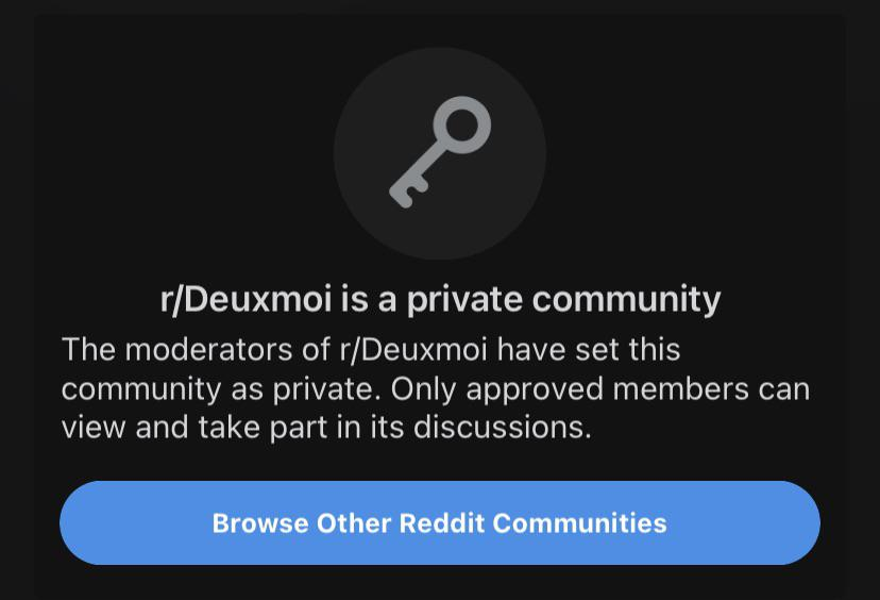 r/Deuxmoi is a private community
The moderators of r/Deuxmoi have set this
community as private. Only approved members can
view and take part in its discussions.
Browse Other Reddit Communities